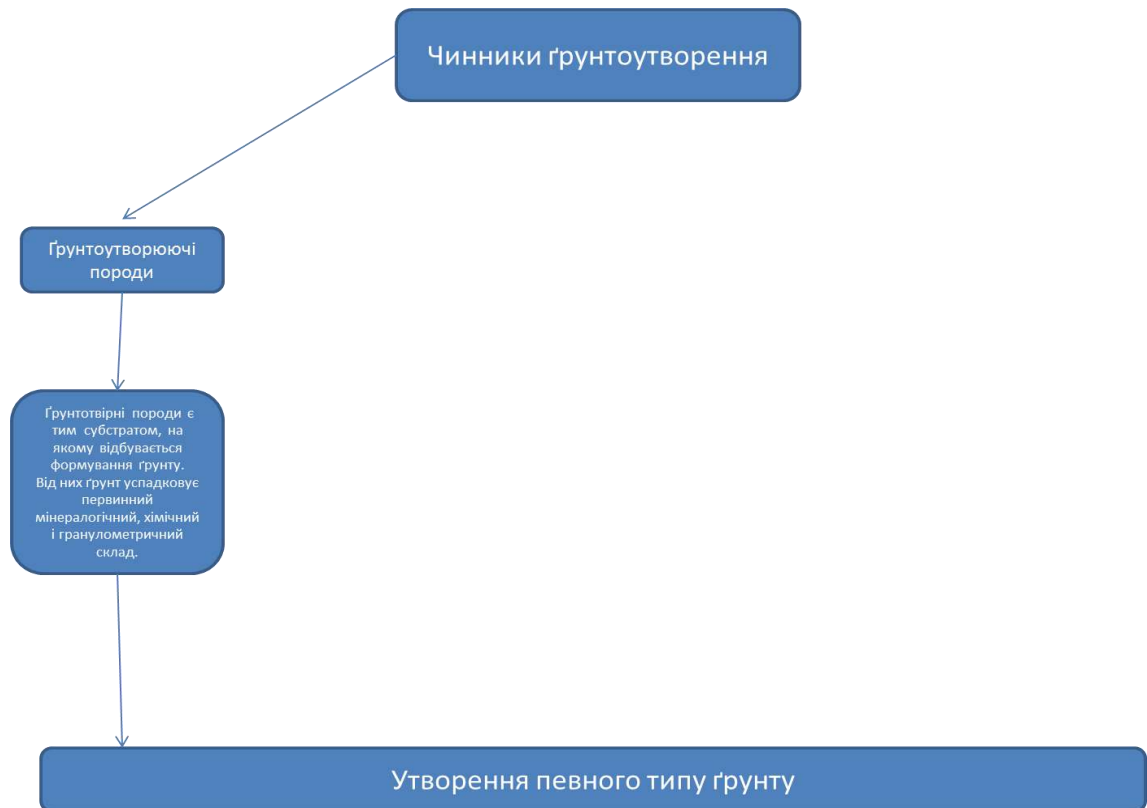 Чинники ґрунтоутворення
Ґрунтоутворюючі
породи
Ґрунтотвірні породи є
тим субстратом, на
якому відбувається
формування ґрунту.
Від них ґрунт успадковує
первинний
мінералогічний, хімічний
і гранулометричний
склад.
Утворення певного типу ґрунту